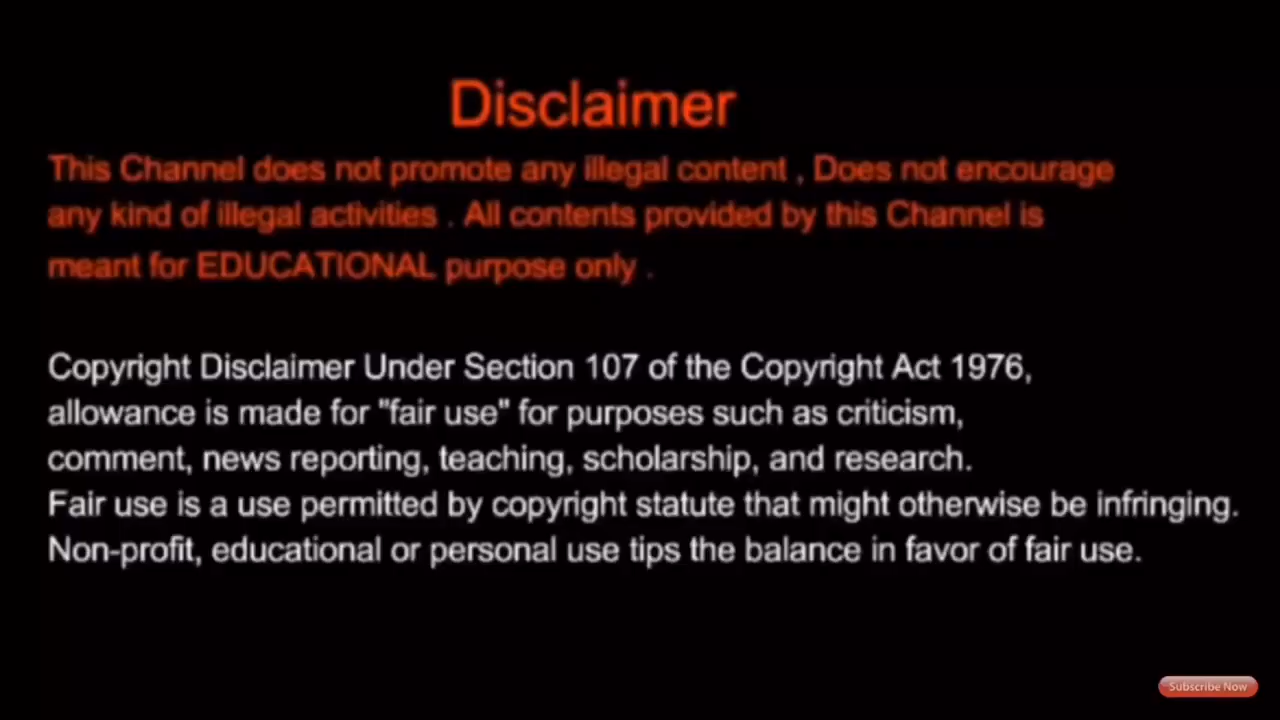 Disclaimer
This Channel does not promote any illegal content , Does not encourage
any kind of illegal activities . All contents provided by this Channel is
meant for EDUCATIONAL purpose only .
Copyright Disclaimer Under Section 107 of the Copyright Act 1976,
allowance is made for "fair use" for purposes such as criticism,
comment, news reporting, teaching, scholarship, and research.
Fair use is a use permitted by copyright statute that might otherwise be infringing.
Non-profit, educational or personal use tips the balance in favor of fair use.
Subscribe Now